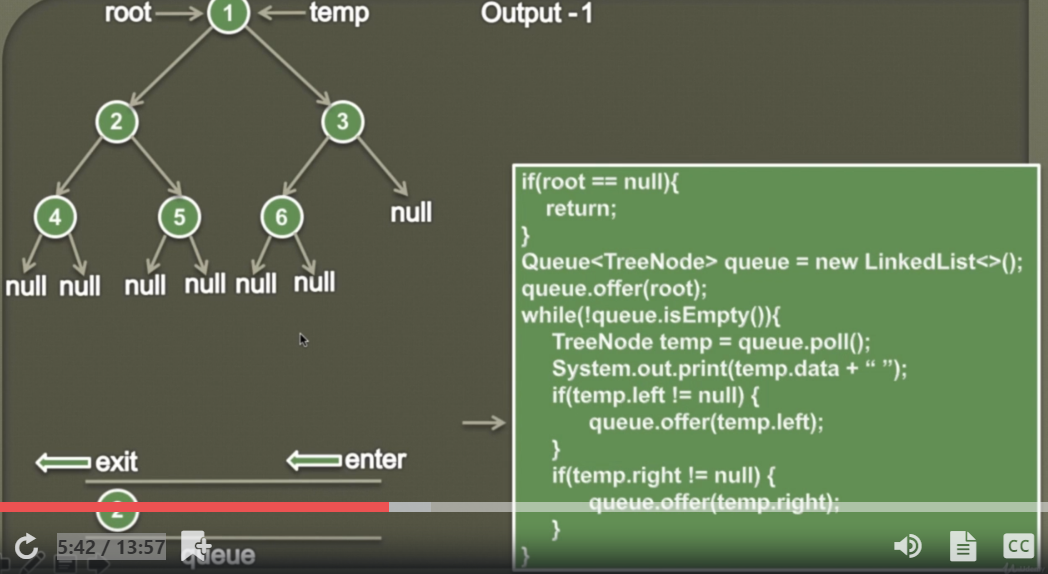 root 1 temp Output - 1
2 3
4 5 6 null
null null null null null null
if(root == null){
return;
}
Queue<TreeNode> queue = new LinkedList<>();
queue.offer(root);
while(!queue.isEmpty()){
TreeNode temp = queue.poll();
System.out.print(temp.data + “ ”);
if(temp.left != null) {
queue.offer(temp.left);
}
if(temp.right != null) {
queue.offer(temp.right);
}
}
exit enter
2
queue
5:42 / 13:57
CC